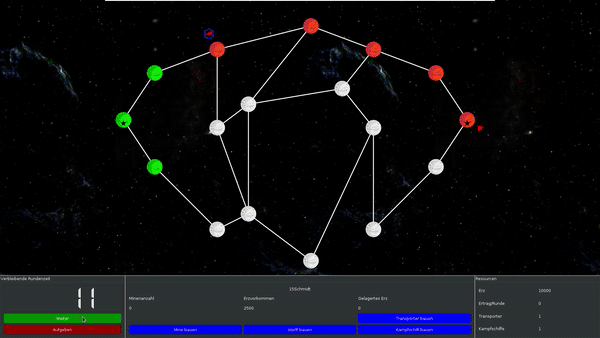 Verbleibende Rundenzeit
11
Weiter
Aufgeben
15Schmidt
Minenanzahl
Erzvorkommen
Gelagertes Erz
0
2500
0
Transporter bauen
Mine bauen
Werft bauen
Kampfschiff bauen
Ressourcen
Erz 10000
Ertrag/Runde 0
Transporter 1
Kampfschiffe 1